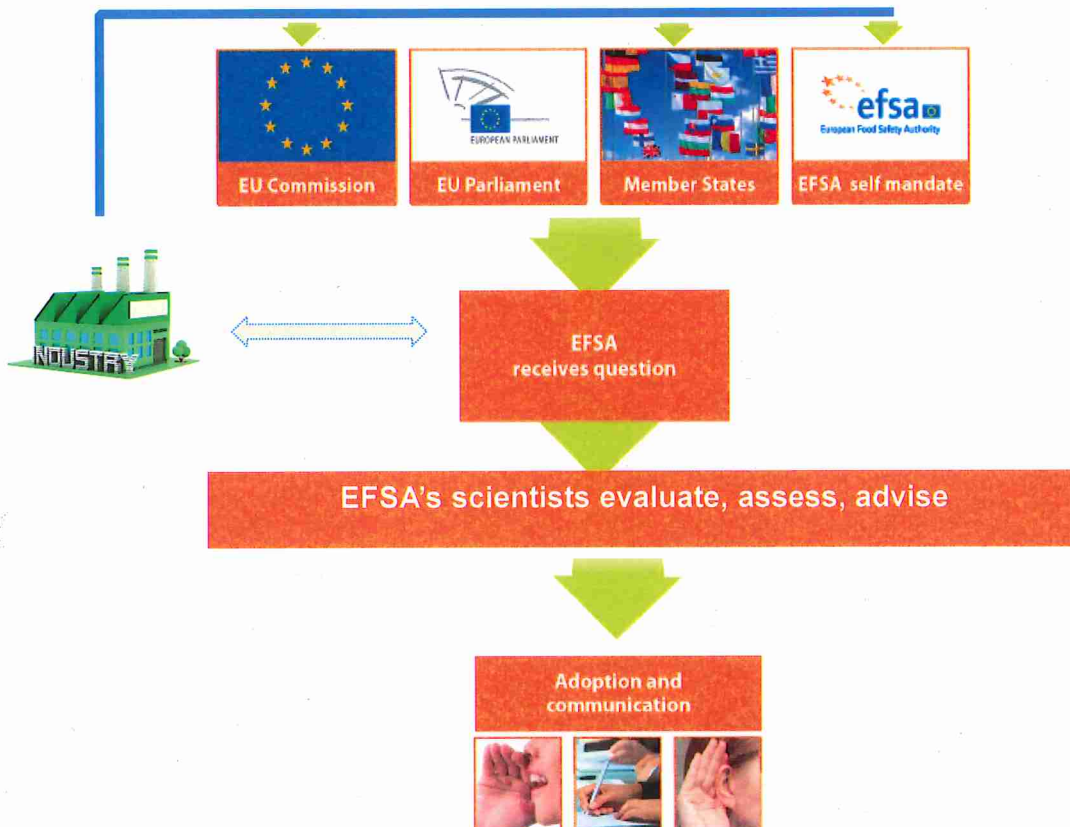 EUROPEAN PARLIAMENT
efsa
European Food Safety Authority
EU Commission
EU Parliament
Member States
EFSA self mandate
INDUSTRY
EFSA
receives question
EFSA's scientists evaluate, assess, advise
Adoption and
communication